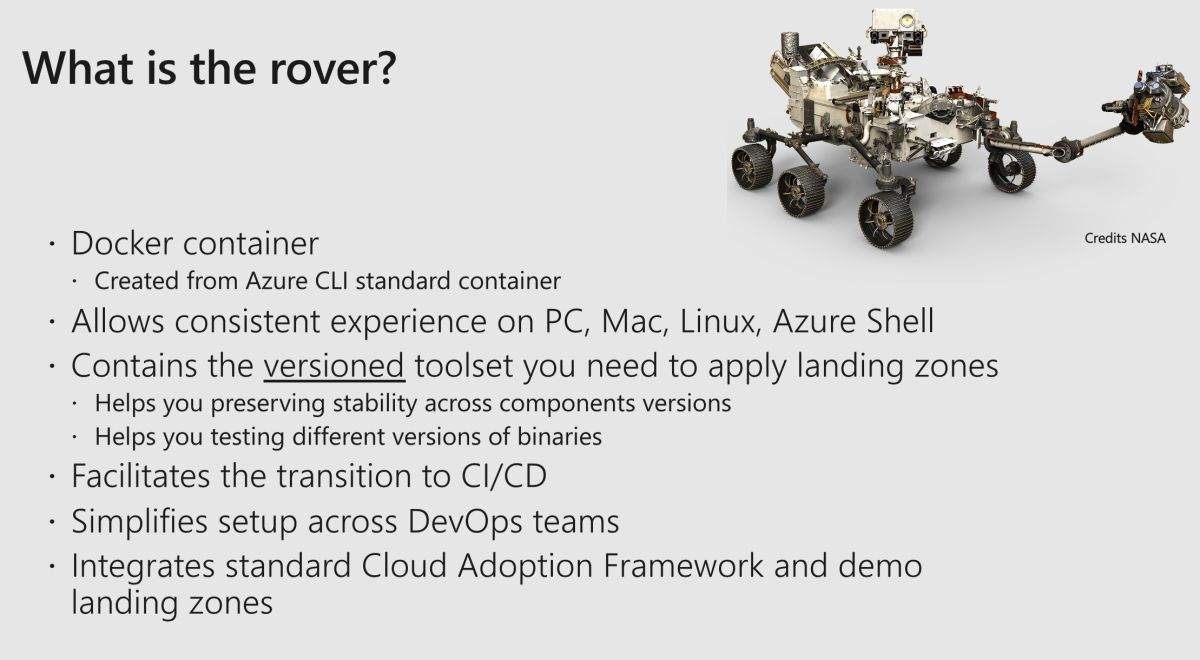 What is the rover?
Credits NASA
· Docker container
· Created from Azure CLI standard container
· Allows consistent experience on PC, Mac, Linux, Azure Shell
· Contains the versioned toolset you need to apply landing zones
· Helps you preserving stability across components versions
· Helps you testing different versions of binaries
· Facilitates the transition to CI/CD
· Simplifies setup across DevOps teams
· Integrates standard Cloud Adoption Framework and demo
landing zones